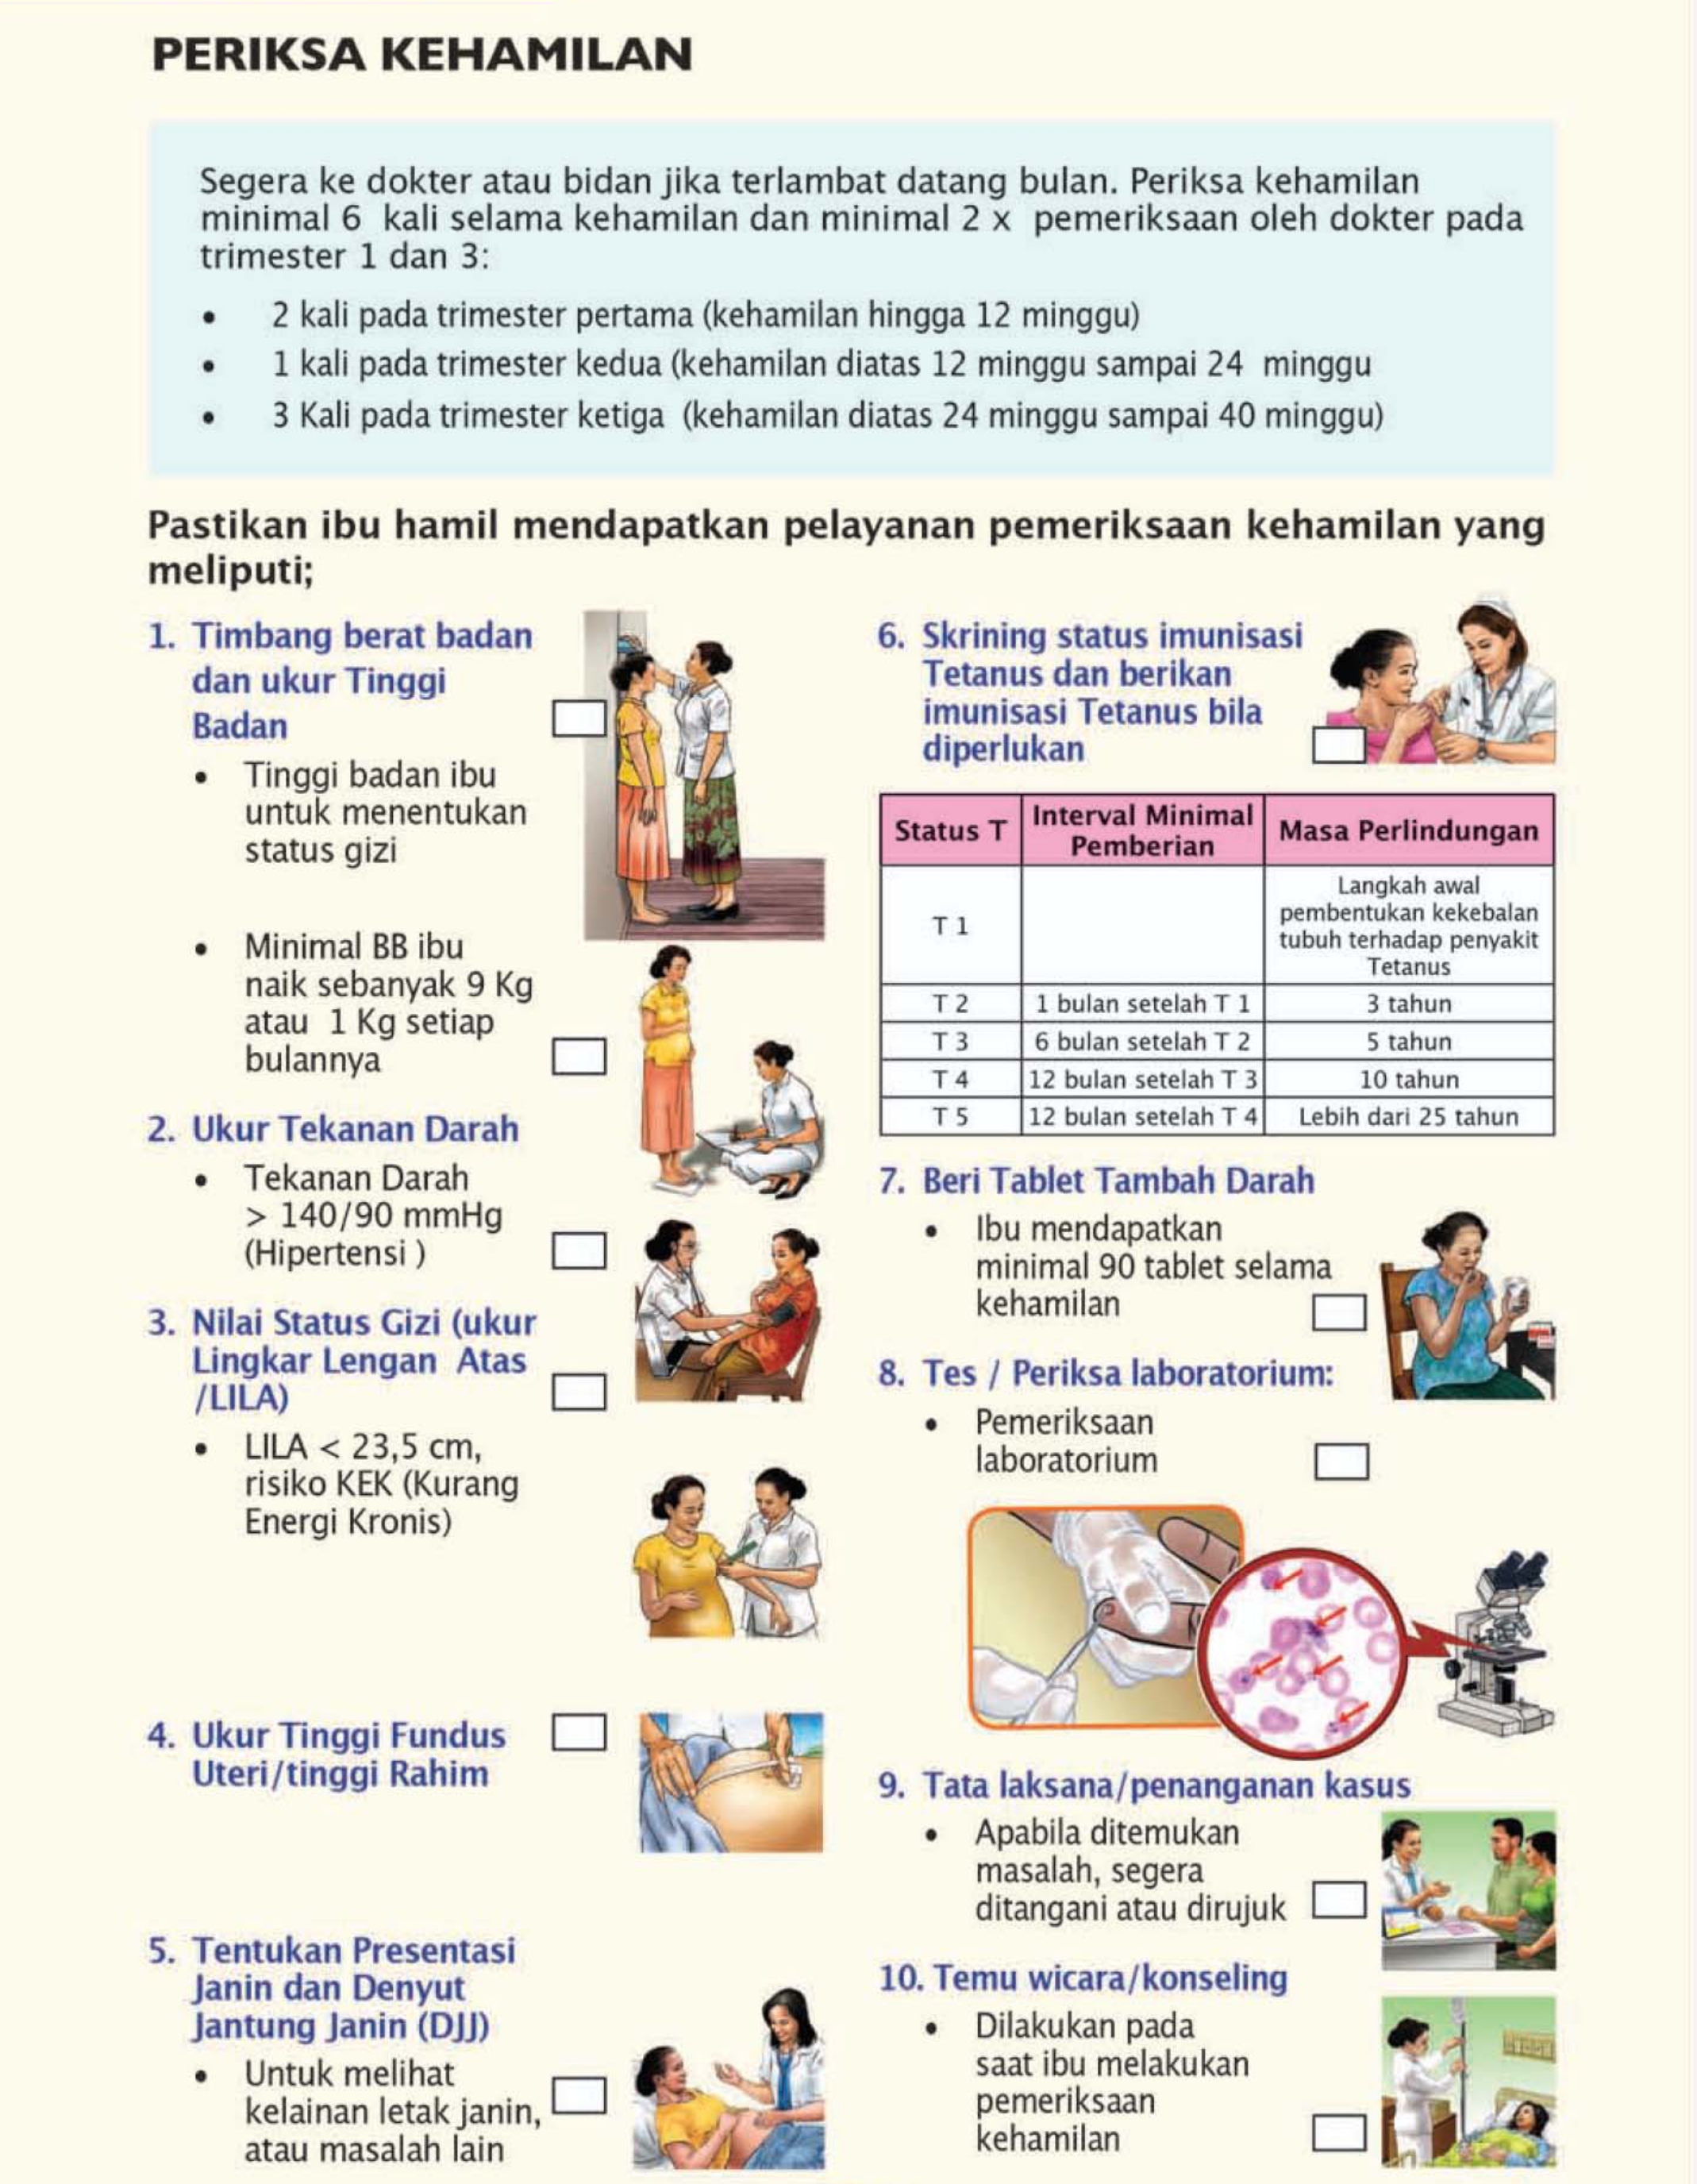 PERIKSA KEHAMILAN
Segera ke dokter atau bidan jika terlambat datang bulan. Periksa kehamilan
minimal 6 kali selama kehamilan dan minimal 2 x pemeriksaan oleh dokter pada
trimester 1 dan 3:
• 2 kali pada trimester pertama (kehamilan hingga 12 minggu)
• 1 kali pada trimester kedua (kehamilan diatas 12 minggu sampai 24 minggu
• 3 Kali pada trimester ketiga (kehamilan diatas 24 minggu sampai 40 minggu)
Pastikan ibu hamil mendapatkan pelayanan pemeriksaan kehamilan yang
meliputi;
1. Timbang berat badan
dan ukur Tinggi
Badan
• Tinggi badan ibu
untuk menentukan
status gizi
• Minimal BB ibu
naik sebanyak 9 Kg
atau 1 Kg setiap
bulannya
2. Ukur Tekanan Darah
• Tekanan Darah
> 140/90 mmHg
(Hipertensi )
3. Nilai Status Gizi (ukur
Lingkar Lengan Atas
/LILA)
• LILA < 23,5 cm,
risiko KEK (Kurang
Energi Kronis)
4. Ukur Tinggi Fundus
Uteri/tinggi Rahim
5. Tentukan Presentasi
Janin dan Denyut
Jantung Janin (DJJ)
• Untuk melihat
kelainan letak janin,
atau masalah lain
6. Skrining status imunisasi
Tetanus dan berikan
imunisasi Tetanus bila
diperlukan
Status T Interval Minimal Pemberian Masa Perlindungan
T 1 Langkah awal
pembentukan kekebalan
tubuh terhadap penyakit
Tetanus
T 2 1 bulan setelah T 1 3 tahun
T 3 6 bulan setelah T 2 5 tahun
T 4 12 bulan setelah T 3 10 tahun
T 5 12 bulan setelah T 4 Lebih dari 25 tahun
7. Beri Tablet Tambah Darah
• Ibu mendapatkan
minimal 90 tablet selama
kehamilan
8. Tes / Periksa laboratorium:
• Pemeriksaan
laboratorium
9. Tata laksana/penanganan kasus
• Apabila ditemukan
masalah, segera
ditangani atau dirujuk
10. Temu wicara/konseling
• Dilakukan pada
saat ibu melakukan
pemeriksaan
kehamilan